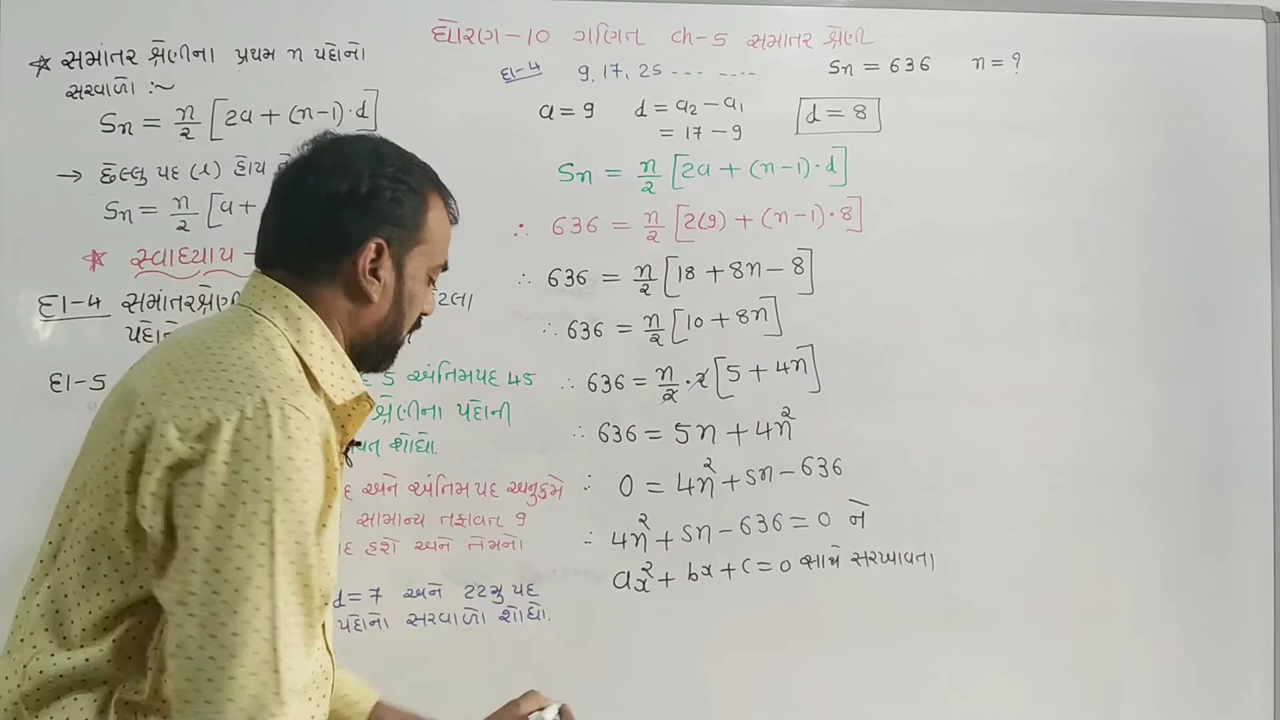 ધોરણ-10 ગણિત ch-5 સમાંતર શ્રેણી
* સમાંતર શ્રેણીના પ્રથમ n પદોનો
સરવાળો :~
Sn = n/2 [2a + (n-1)·d]
→ છેલ્લુ પદ (l) હોય
Sn = n/2 [a +
* સ્વાધ્યાય -
દા-4 સમાંતરશ્રેણી
દા-5
5 અંતિમપદ 45
શ્રેણીના પદોની
શોધો.
અને અંતિમપદ અનુક્રમે
સામાન્ય તફાવત 9
હશે અને તેમનો
d = 7 અને 22મુ પદ
પદોનો સરવાળો શોધો.
દા-4 9, 17, 25 --- ---- Sn = 636 n = ?
a = 9 d = a₂ - a₁ d = 8
= 17 - 9
Sn = n/2 [2a + (n-1)·d]
∴ 636 = n/2 [2(9) + (n-1)·8]
∴ 636 = n/2 [18 + 8n - 8]
∴ 636 = n/2 [10 + 8n]
∴ 636 = n/2 · 2 [5 + 4n]
∴ 636 = 5n + 4n²
∴ 0 = 4n² + 5n - 636
∴ 4n² + 5n - 636 = 0 ને
ax² + bx + c = 0 સાથે સરખાવતા